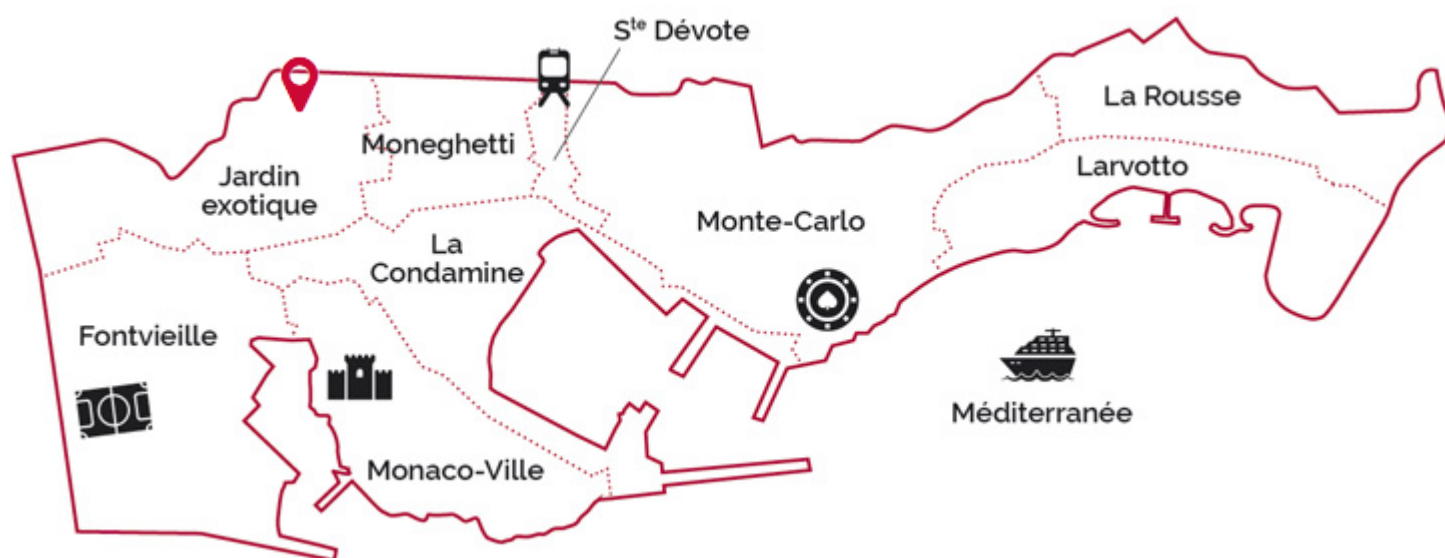 Sᵗᵉ Dévote
La Rousse
Moneghetti
Larvotto
Jardin
exotique
Monte-Carlo
La
Condamine
Fontvieille
Méditerranée
Monaco-Ville